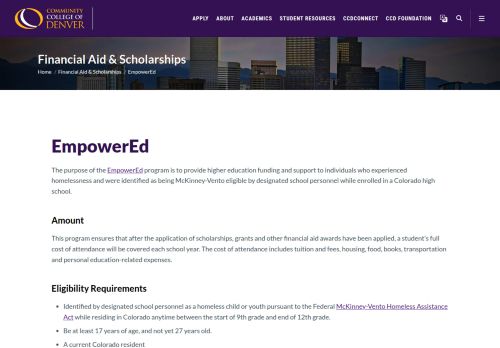 COMMUNITY
COLLEGE OF
DENVER
APPLY ABOUT ACADEMICS STUDENT RESOURCES CCDCONNECT CCD FOUNDATION
Financial Aid & Scholarships
Home / Financial Aid & Scholarships / EmpowerEd
EmpowerEd
The purpose of the EmpowerEd program is to provide higher education funding and support to individuals who experienced
homelessness and were identified as being McKinney-Vento eligible by designated school personnel while enrolled in a Colorado high
school.
Amount
This program ensures that after the application of scholarships, grants and other financial aid awards have been applied, a student's full
cost of attendance will be covered each school year. The cost of attendance includes tuition and fees, housing, food, books, transportation
and personal education-related expenses.
Eligibility Requirements
• Identified by designated school personnel as a homeless child or youth pursuant to the Federal McKinney-Vento Homeless Assistance
Act while residing in Colorado anytime between the start of 9th grade and end of 12th grade.
• Be at least 17 years of age, and not yet 27 years old.
• A current Colorado resident